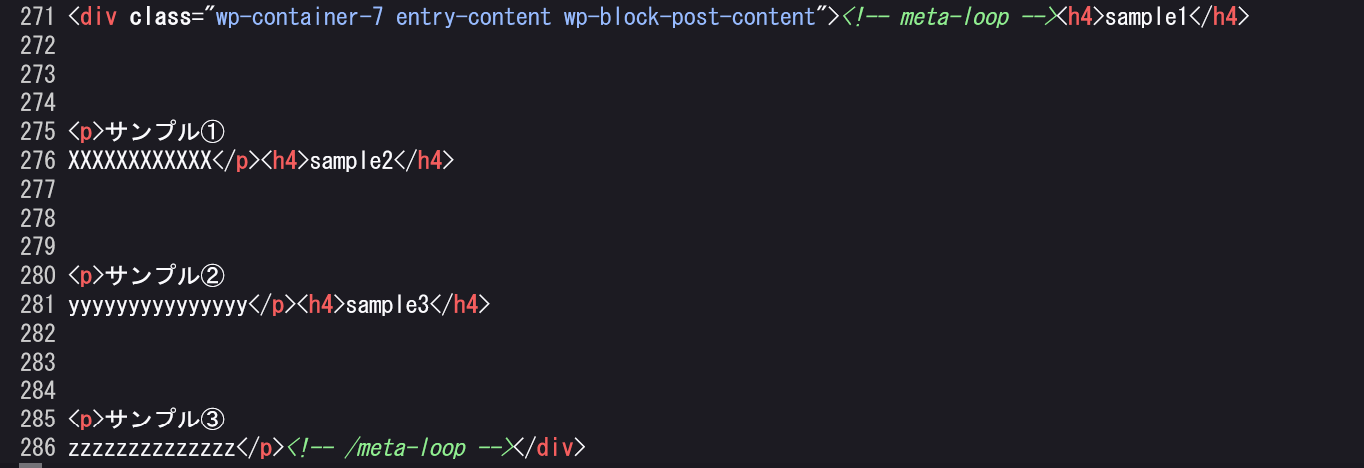 271 <div class="wp-container-7 entry-content wp-block-post-content"><!-- meta-loop --><h4>sample1</h4>
272
273
274
275 <p>サンプル①
276 XXXXXXXXXXXX</p><h4>sample2</h4>
277
278
279
280 <p>サンプル②
281 yyyyyyyyyyyyyyy</p><h4>sample3</h4>
282
283
284
285 <p>サンプル③
286 zzzzzzzzzzzzzz</p><!-- /meta-loop --></div>